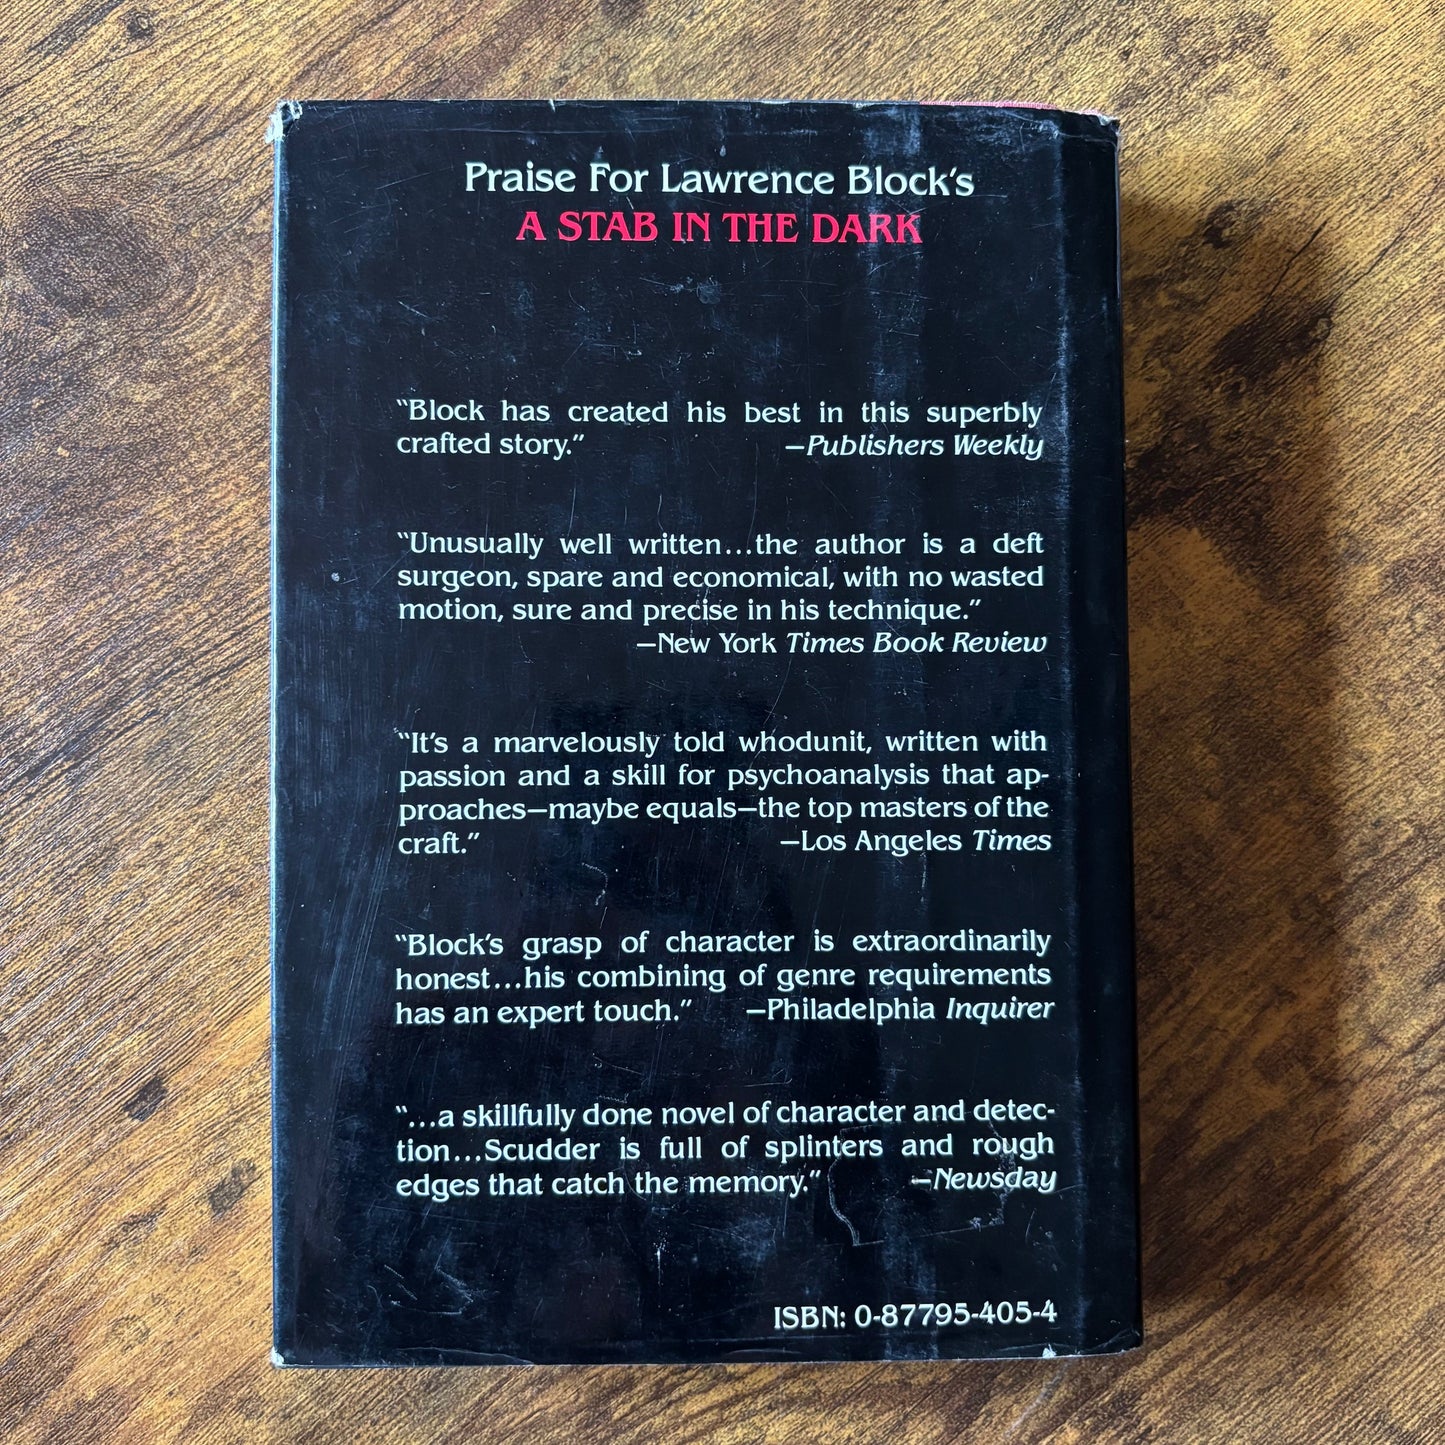 Praise For Lawrence Block's
A STAB IN THE DARK
"Block has created his best in this superbly
crafted story." —Publishers Weekly
"Unusually well written...the author is a deft
surgeon, spare and economical, with no wasted
motion, sure and precise in his technique."
—New York Times Book Review
"It's a marvelously told whodunit, written with
passion and a skill for psychoanalysis that ap-
proaches—maybe equals—the top masters of the
craft." —Los Angeles Times
"Block's grasp of character is extraordinarily
honest...his combining of genre requirements
has an expert touch." —Philadelphia Inquirer
"...a skillfully done novel of character and detec-
tion...Scudder is full of splinters and rough
edges that catch the memory." —Newsday
ISBN: 0-87795-405-4